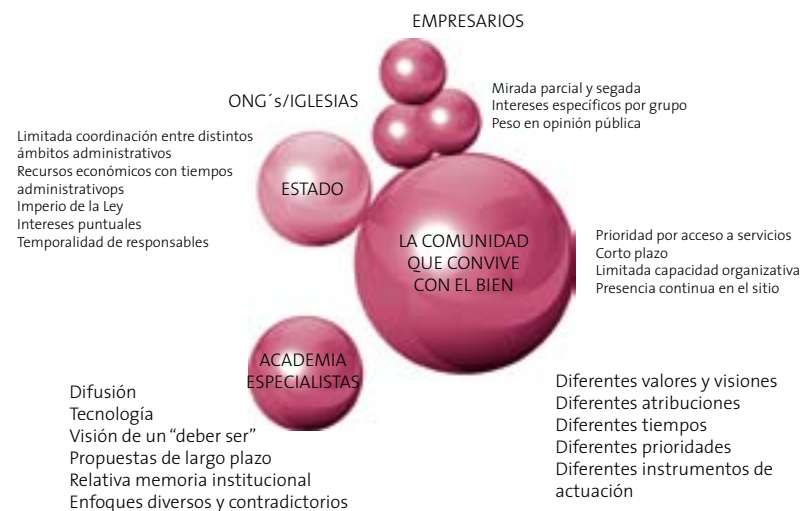 EMPRESARIOS
ONG´s/IGLESIAS
Mirada parcial y segada
Intereses específicos por grupo
Peso en opinión pública
Limitada coordinación entre distintos
ámbitos administrativos
Recursos económicos con tiempos
administrativops
Imperio de la Ley
Intereses puntuales
Temporalidad de responsables
ESTADO
LA COMUNIDAD
QUE CONVIVE
CON EL BIEN
Prioridad por acceso a servicios
Corto plazo
Limitada capacidad organizativa
Presencia continua en el sitio
ACADEMIA
ESPECIALISTAS
Difusión
Tecnología
Visión de un “deber ser”
Propuestas de largo plazo
Relativa memoria institucional
Enfoques diversos y contradictorios
Diferentes valores y visiones
Diferentes atribuciones
Diferentes tiempos
Diferentes prioridades
Diferentes instrumentos de
actuación